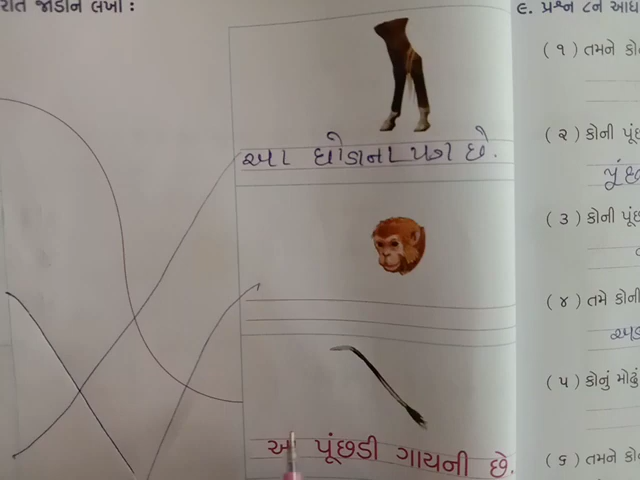 રીતે જોડીને લખો :
આ ઘોડાના પગ છે.
આ પૂંછડી ગાયની છે.
૯. પ્રશ્ન ૮ને આધા
( ૧ ) તમને કોન
( ૨ ) કોની પૂં
પૂંછ
( ૩ ) કોની પૂંછ
( ૪ ) તમે કોની
( ૫ ) કોનું મોઢું
( ૬ ) તમને કોન